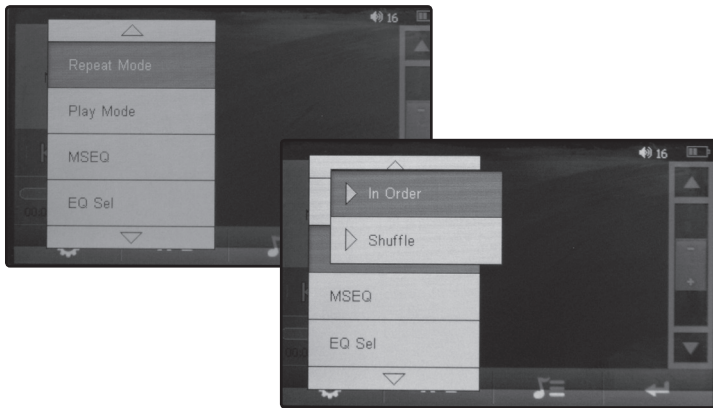 16
Repeat Mode
Play Mode
MSEQ
EQ Sel
16
In Order
Shuffle
MSEQ
EQ Sel